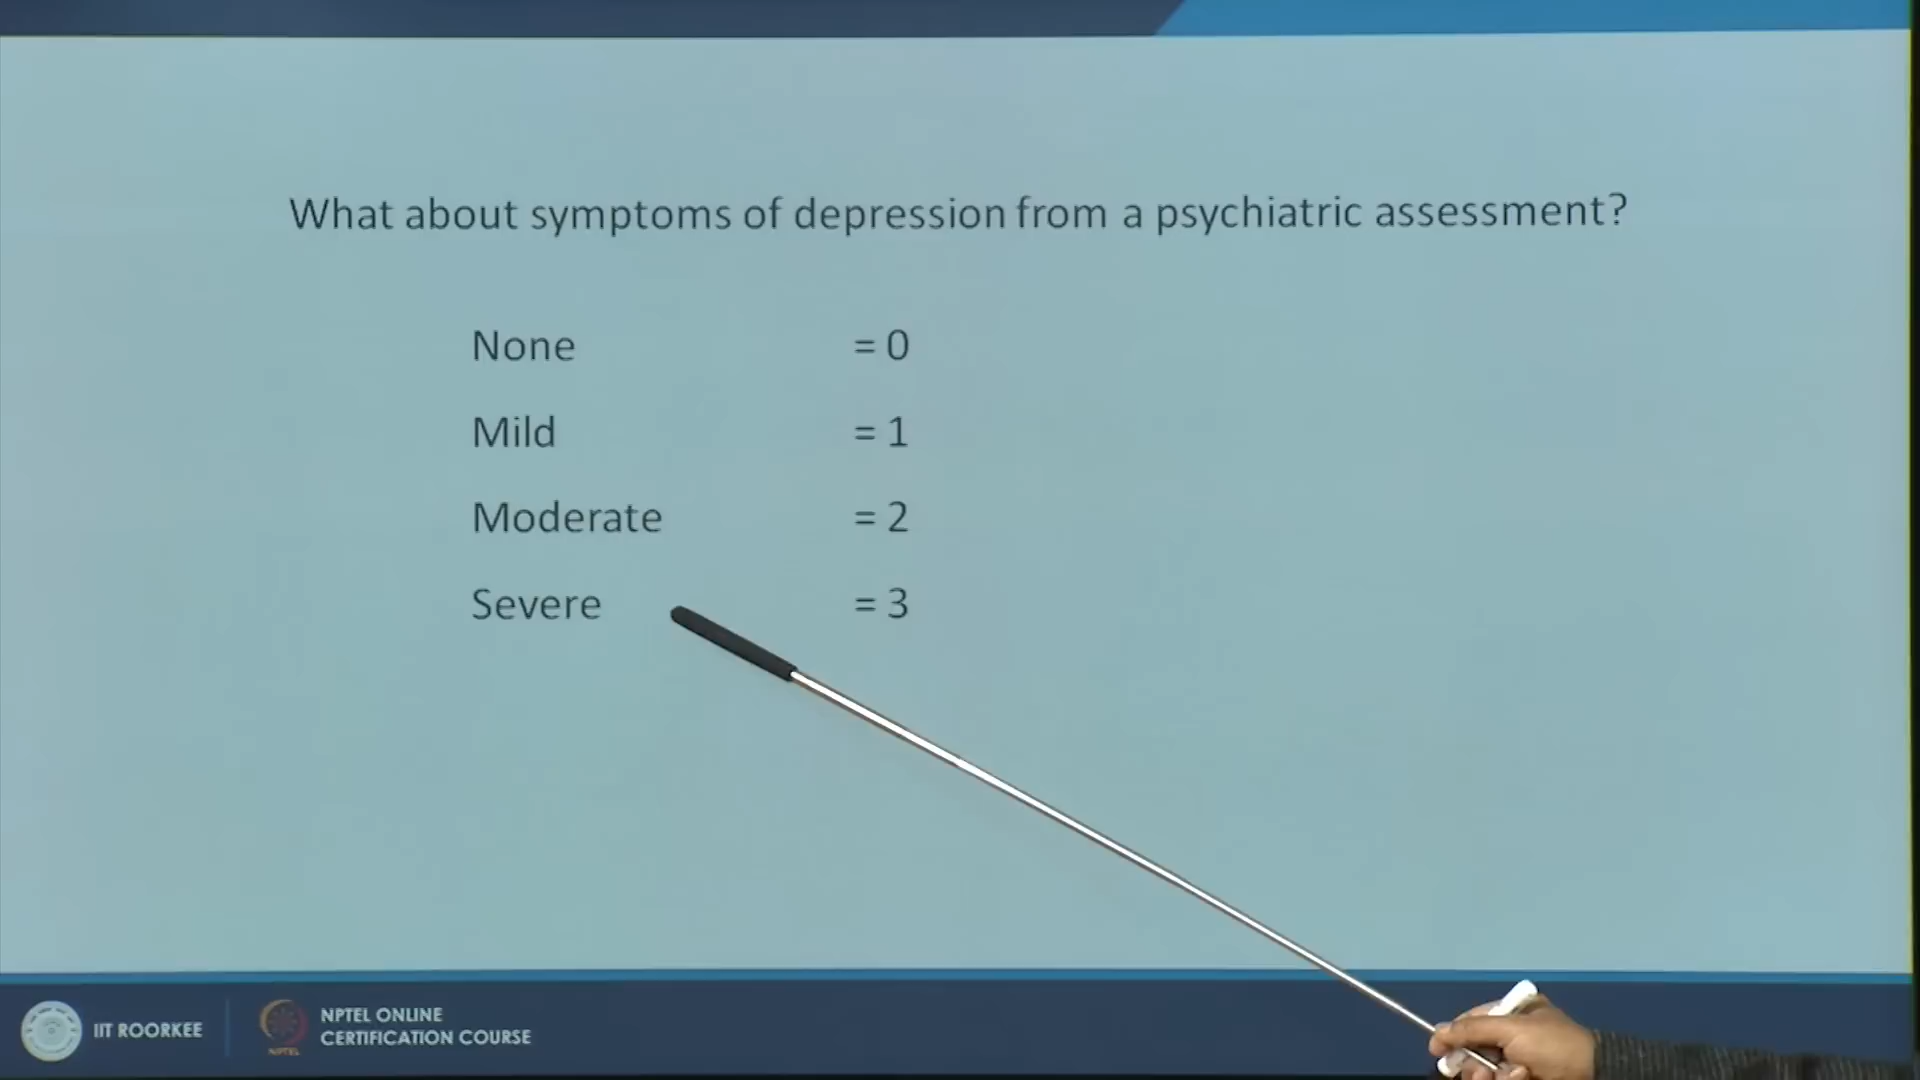 What about symptoms of depression from a psychiatric assessment?
None = 0
Mild = 1
Moderate = 2
Severe = 3
IIT ROORKEE
NPTEL
NPTEL ONLINE
CERTIFICATION COURSE